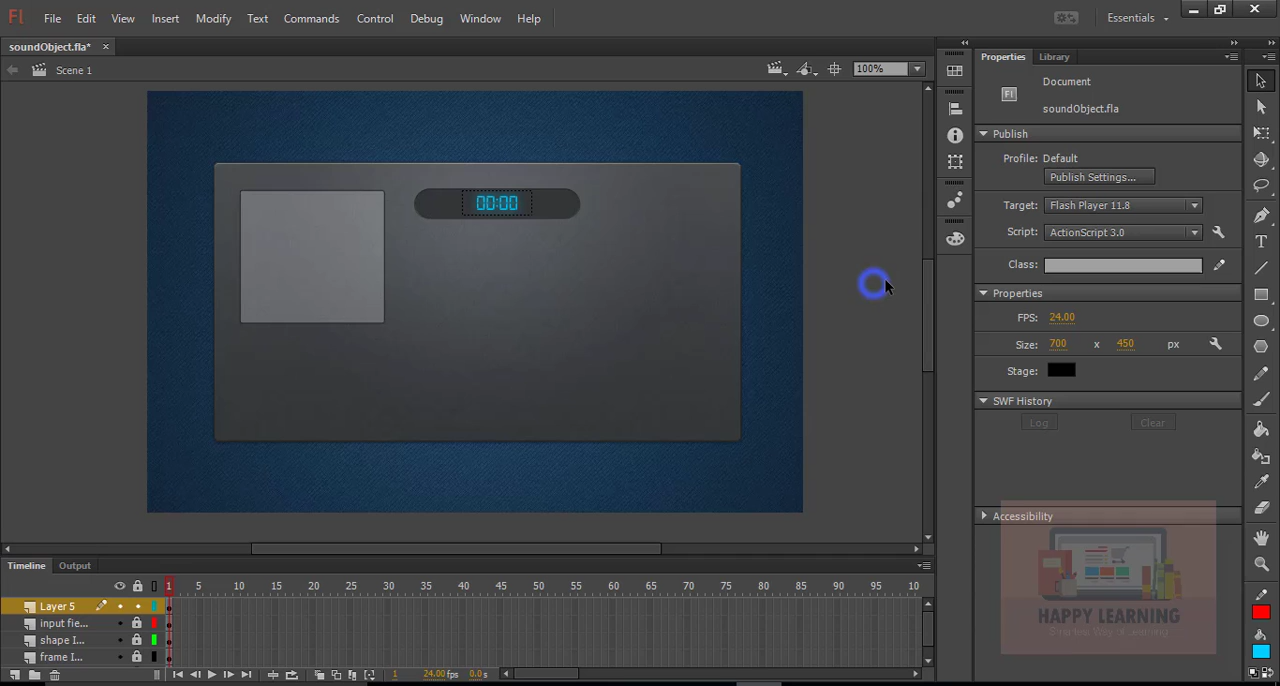 Fl File Edit View Insert Modify Text Commands Control Debug Window Help Essentials
soundObject.fla* ×
Scene 1 100%
Properties Library
Document
Fl soundObject.fla
00:00
Publish
Profile: Default
Publish Settings...
Target: Flash Player 11.8
Script: ActionScript 3.0
Class:
Properties
FPS: 24.00
Size: 700 x 450 px
Stage:
SWF History
Log Clear
Accessibility
HAPPY LEARNING
Timeline Output
1 5 10 15 20 25 30 35 40 45 50 55 60 65 70 75 80 85 90 95 10
Layer 5
input fie...
shape l...
frame l...
1 24.00fps 0.0s